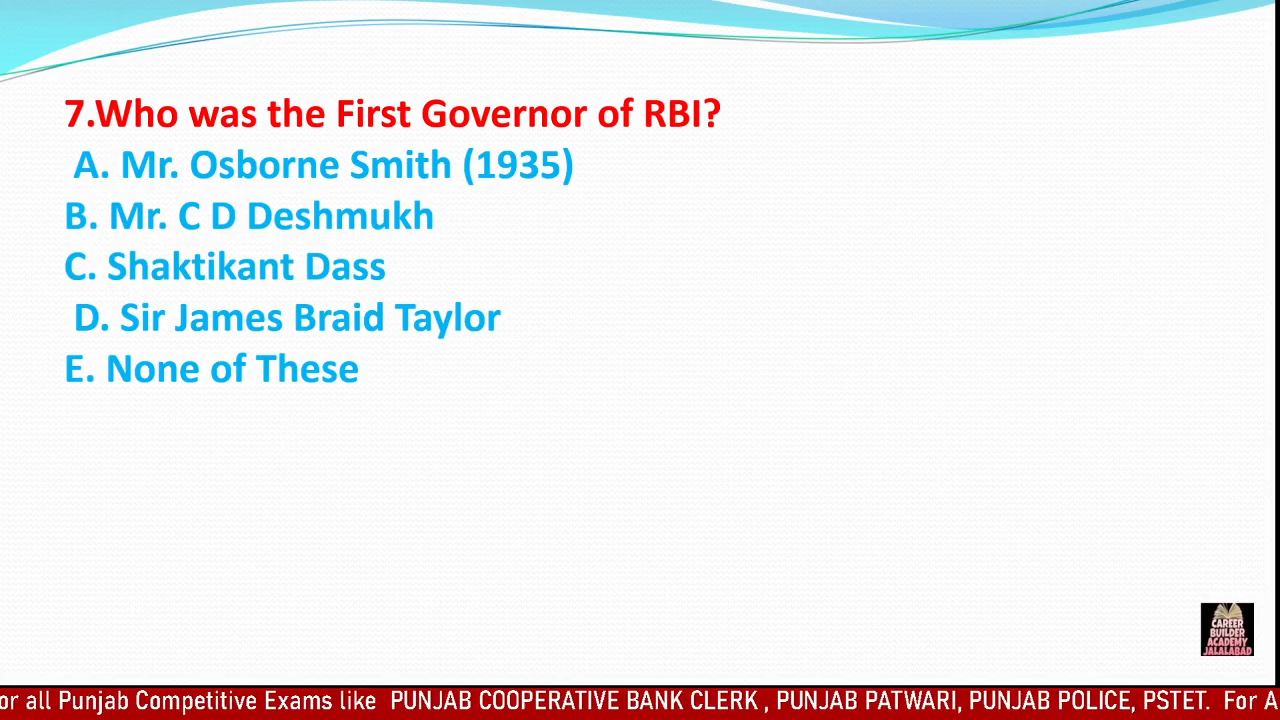 7.Who was the First Governor of RBI?
A. Mr. Osborne Smith (1935)
B. Mr. C D Deshmukh
C. Shaktikant Dass
D. Sir James Braid Taylor
E. None of These
CAREER
BUILDER
ACADEMY
JALALABAD
or all Punjab Competitive Exams like PUNJAB COOPERATIVE BANK CLERK , PUNJAB PATWARI, PUNJAB POLICE, PSTET. For A